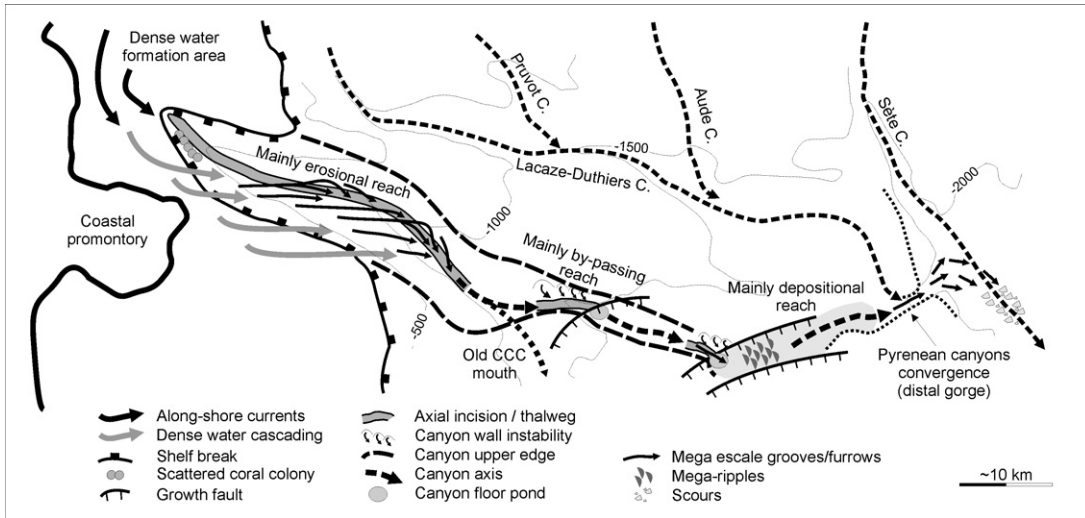 Dense water
formation area
Pruvot C.
Aude C.
Sète C.
-1500
Lacaze-Duthiers C.
-2000
Mainly erosional reach
Coastal
promontory
-1000
Mainly by-passing
reach
Mainly depositional
reach
-500
Old CCC
mouth
Pyrenean canyons
convergence
(distal gorge)
Along-shore currents
Dense water cascading
Shelf break
Scattered coral colony
Growth fault
Axial incision / thalweg
Canyon wall instability
Canyon upper edge
Canyon axis
Canyon floor pond
Mega escale grooves/furrows
Mega-ripples
Scours
~10 km